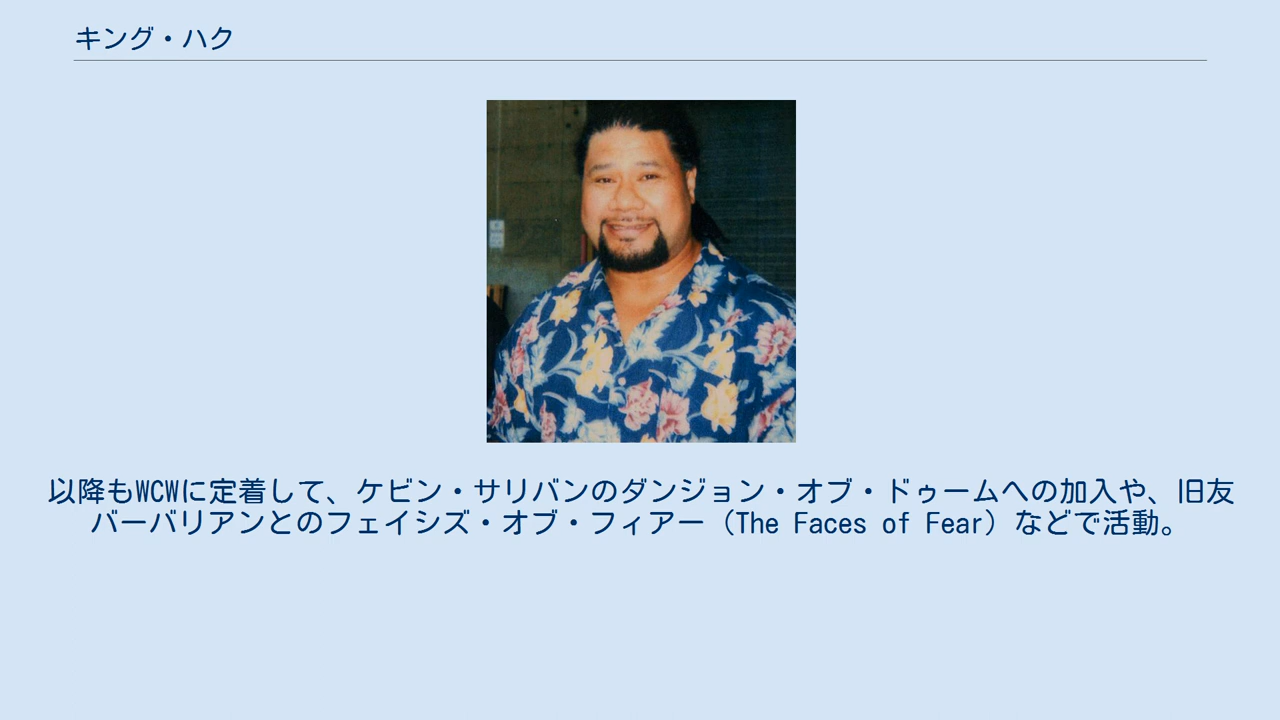 キング・ハク
以降もWCWに定着して、ケビン・サリバンのダンジョン・オブ・ドゥームへの加入や、旧友
バーバリアンとのフェイシズ・オブ・フィアー（The Faces of Fear）などで活動。